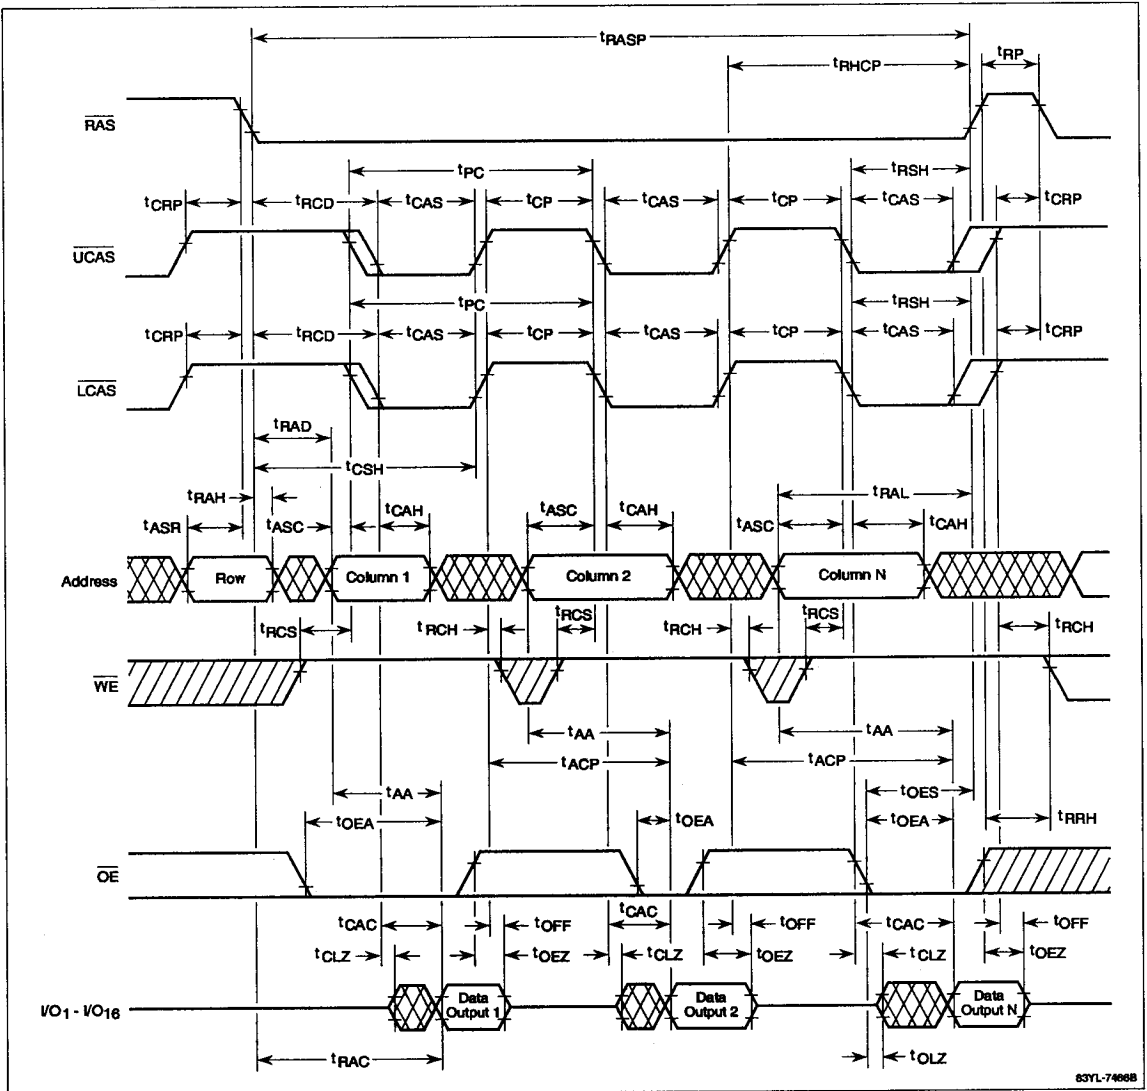 tRASP
tRHCP
tRP
RAS
tPC
tRSH
tCRP tRCD tCAS tCP tCAS tCP tCAS tCRP
UCAS
tPC
tRSH
tCRP tRCD tCAS tCP tCAS tCP tCAS tCRP
LCAS
tRAD
tCSH
tRAH tRAL
tASR tASC tCAH tASC tCAH tASC tCAH
Address Row Column 1 Column 2 Column N
tRCS tRCH tRCS tRCH tRCS tRCH
WE
tAA tAA
tACP tACP
tAA tOES
tOEA tOEA tOEA tRRH
OE
tCAC tOFF tCAC tOFF tCAC tOFF
tCLZ tOEZ tCLZ tOEZ tCLZ tOEZ
I/O1 - I/O16 Data Output 1 Data Output 2 Data Output N
tRAC tOLZ
83YL-7466B